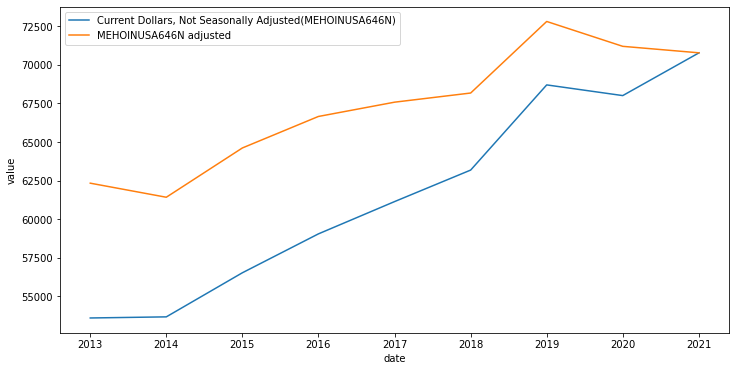 Current Dollars, Not Seasonally Adjusted(MEHOINUSA646N)
MEHOINUSA646N adjusted
72500
70000
67500
65000
62500
60000
57500
55000
value
2013 2014 2015 2016 2017 2018 2019 2020 2021
date